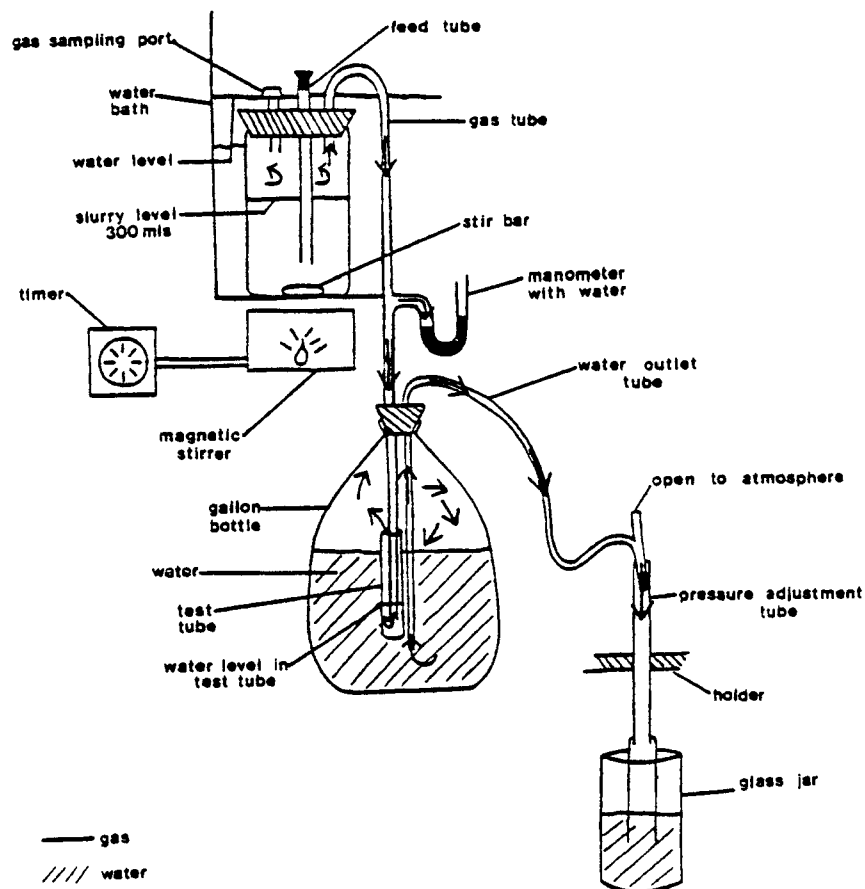 gas sampling port
feed tube
water
bath
gas tube
water level
slurry level
300 mls
stir bar
manometer
with water
timer
water outlet
tube
magnetic
stirrer
open to atmosphere
gallon
bottle
water
test
tube
pressure adjustment
tube
water level in
test tube
holder
glass jar
gas
water